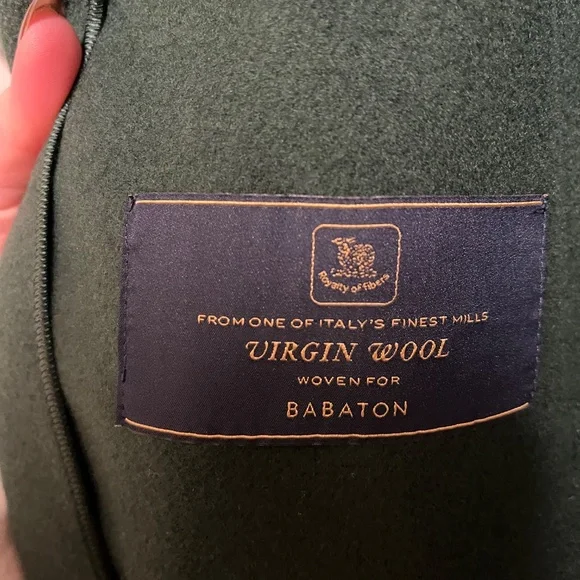 Royalty of Fibers
FROM ONE OF ITALY'S FINEST MILLS
VIRGIN WOOL
WOVEN FOR
BABATON